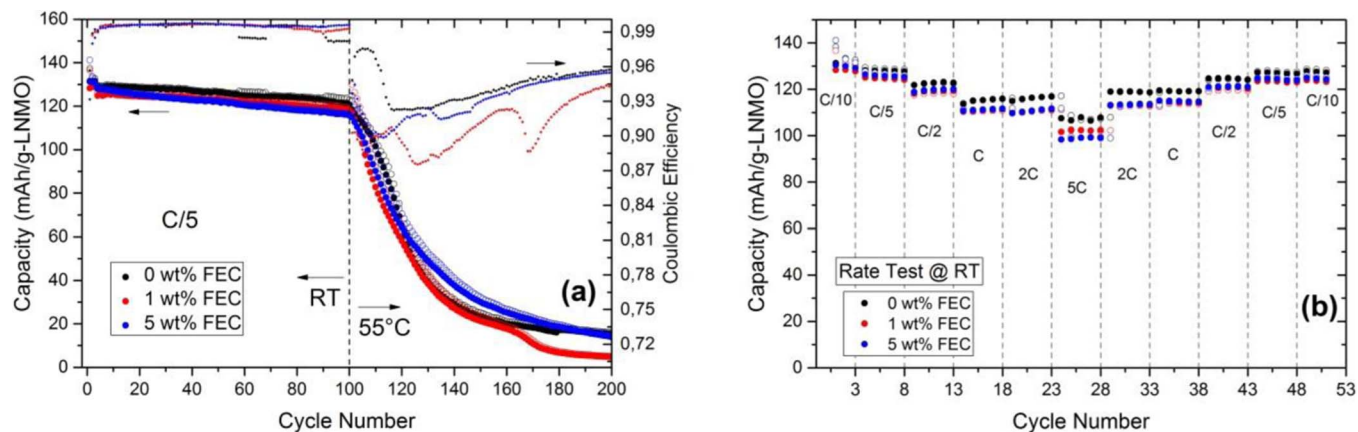 160
140
120
100
80
60
40
20
0
Capacity (mAh/g-LNMO)
C/5
0 wt% FEC
1 wt% FEC
5 wt% FEC
RT
55°C
(a)
0 20 40 60 80 100 120 140 160 180 200
Cycle Number
0,99
0,96
0,93
0,90
0,87
0,84
0,81
0,78
0,75
0,72
Coulombic Efficiency
140
120
100
80
60
40
20
0
Capacity (mAh/g-LNMO)
C/10
C/5
C/2
C
2C
5C
2C
C
C/2
C/5
C/10
Rate Test @ RT
0 wt% FEC
1 wt% FEC
5 wt% FEC
(b)
3 8 13 18 23 28 33 38 43 48 53
Cycle Number